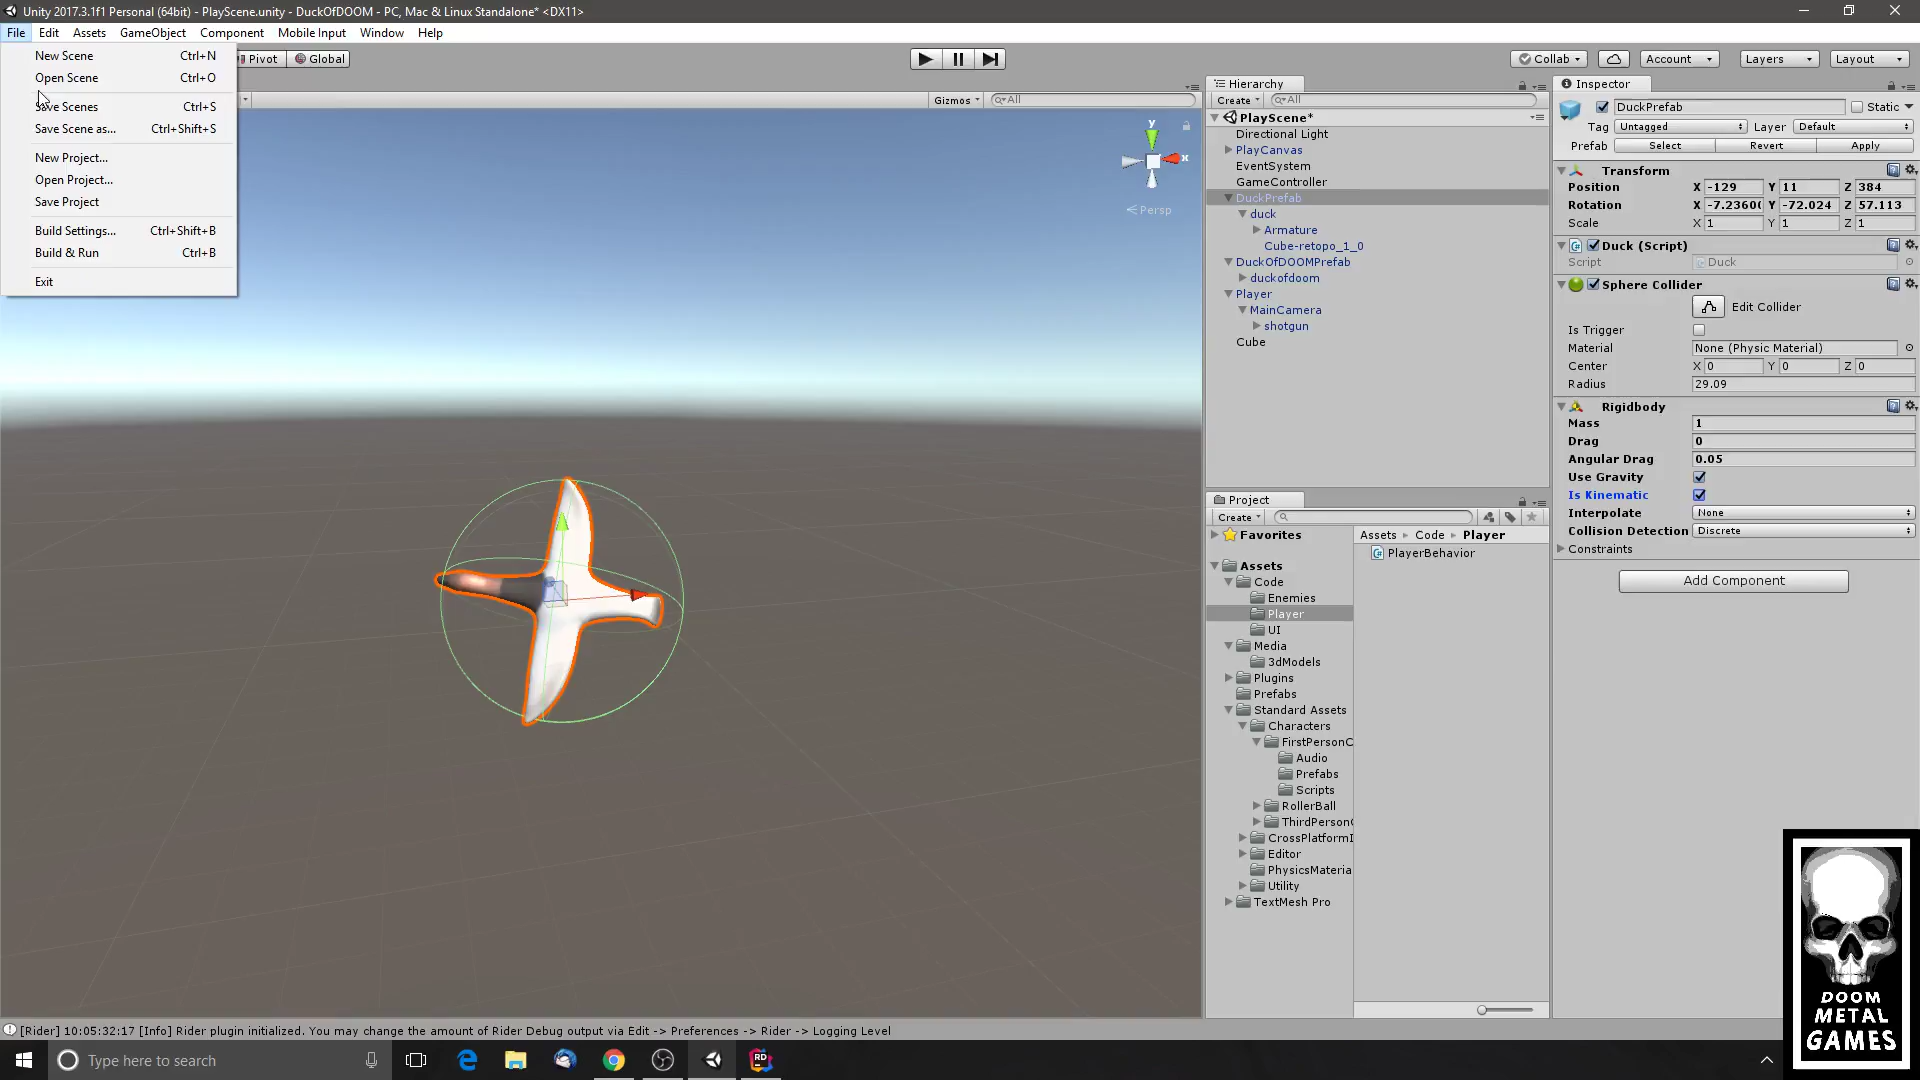 Unity 2017.3.1f1 Personal (64bit) - PlayScene.unity - DuckOfDOOM - PC, Mac & Linux Standalone* <DX11>
File Edit Assets GameObject Component Mobile Input Window Help
New Scene Ctrl+N
Open Scene Ctrl+O
Save Scenes Ctrl+S
Save Scene as... Ctrl+Shift+S
New Project...
Open Project...
Save Project
Build Settings... Ctrl+Shift+B
Build & Run Ctrl+B
Exit
Pivot Global
Collab Account Layers Layout
Gizmos All
y
x
Persp
Hierarchy
Create All
PlayScene*
Directional Light
PlayCanvas
EventSystem
GameController
DuckPrefab
duck
Armature
Cube-retopo_1_0
DuckOfDOOMPrefab
duckofdoom
Player
MainCamera
shotgun
Cube
Project
Create
Favorites
Assets
Code
Enemies
Player
UI
Media
3dModels
Plugins
Prefabs
Standard Assets
Characters
FirstPersonC
Audio
Prefabs
Scripts
RollerBall
ThirdPerson
CrossPlatformI
Editor
PhysicsMateria
Utility
TextMesh Pro
Assets Code Player
PlayerBehavior
Inspector
DuckPrefab Static
Tag Untagged Layer Default
Prefab Select Revert Apply
Transform
Position X -129 Y 11 Z 384
Rotation X -7.2360 Y -72.024 Z 57.113
Scale X 1 Y 1 Z 1
Duck (Script)
Script Duck
Sphere Collider
Edit Collider
Is Trigger
Material None (Physic Material)
Center X 0 Y 0 Z 0
Radius 29.09
Rigidbody
Mass 1
Drag 0
Angular Drag 0.05
Use Gravity
Is Kinematic
Interpolate None
Collision Detection Discrete
Constraints
Add Component
DOOM
METAL
GAMES
[Rider] 10:05:32:17 [Info] Rider plugin initialized. You may change the amount of Rider Debug output via Edit -> Preferences -> Rider -> Logging Level
Type here to search
RD